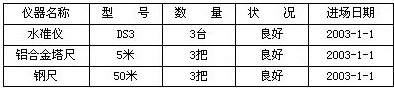 仪器名称 型　号 数　量 状　况 进场日期
水准仪 DS3 3台 良好 2003-1-1
铝合金塔尺 5米 3把 良好 2003-1-1
钢尺 50米 3把 良好 2003-1-1